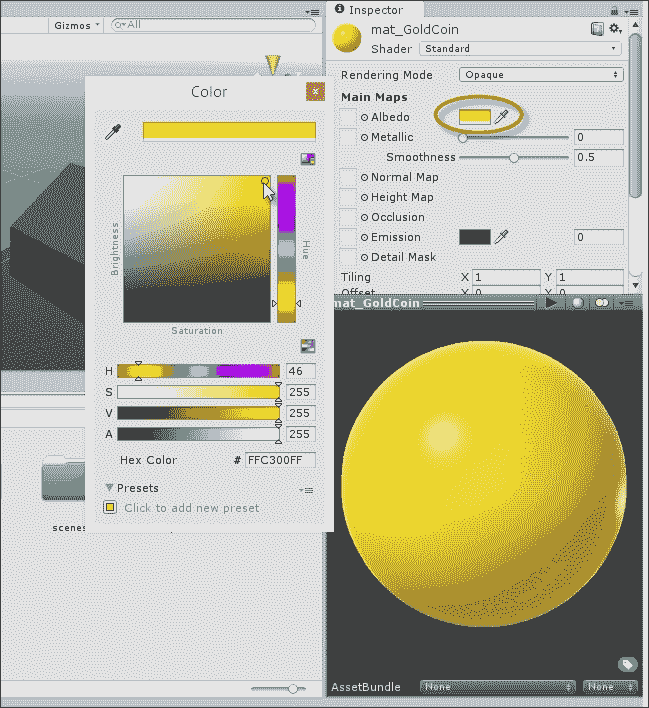 Gizmos
All
Color
Brightness
Hue
Saturation
H 46
S 255
V 255
A 255
Hex Color # FFC300FF
Presets
Click to add new preset
scenes
Inspector
mat_GoldCoin
Shader Standard
Rendering Mode Opaque
Main Maps
Albedo
Metallic 0
Smoothness 0.5
Normal Map
Height Map
Occlusion
Emission 0
Detail Mask
Tiling X 1 Y 1
Offset X 0 Y 0
mat_GoldCoin
AssetBundle None None